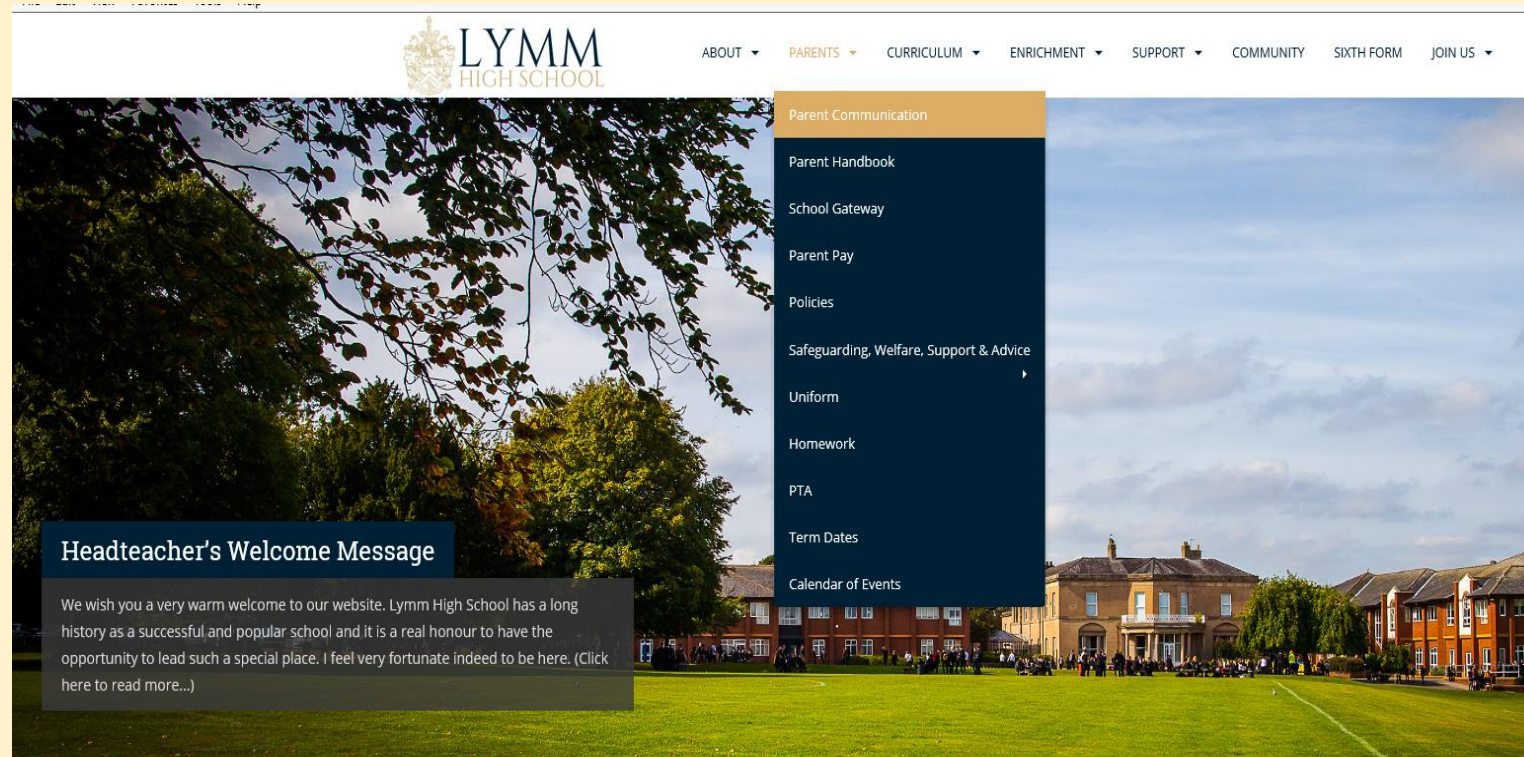 LYMM
HIGH SCHOOL
ABOUT PARENTS CURRICULUM ENRICHMENT SUPPORT COMMUNITY SIXTH FORM JOIN US
Parent Communication
Parent Handbook
School Gateway
Parent Pay
Policies
Safeguarding, Welfare, Support & Advice
Uniform
Homework
PTA
Term Dates
Calendar of Events
Headteacher’s Welcome Message
We wish you a very warm welcome to our website. Lymm High School has a long
history as a successful and popular school and it is a real honour to have the
opportunity to lead such a special place. I feel very fortunate indeed to be here. (Click
here to read more...)